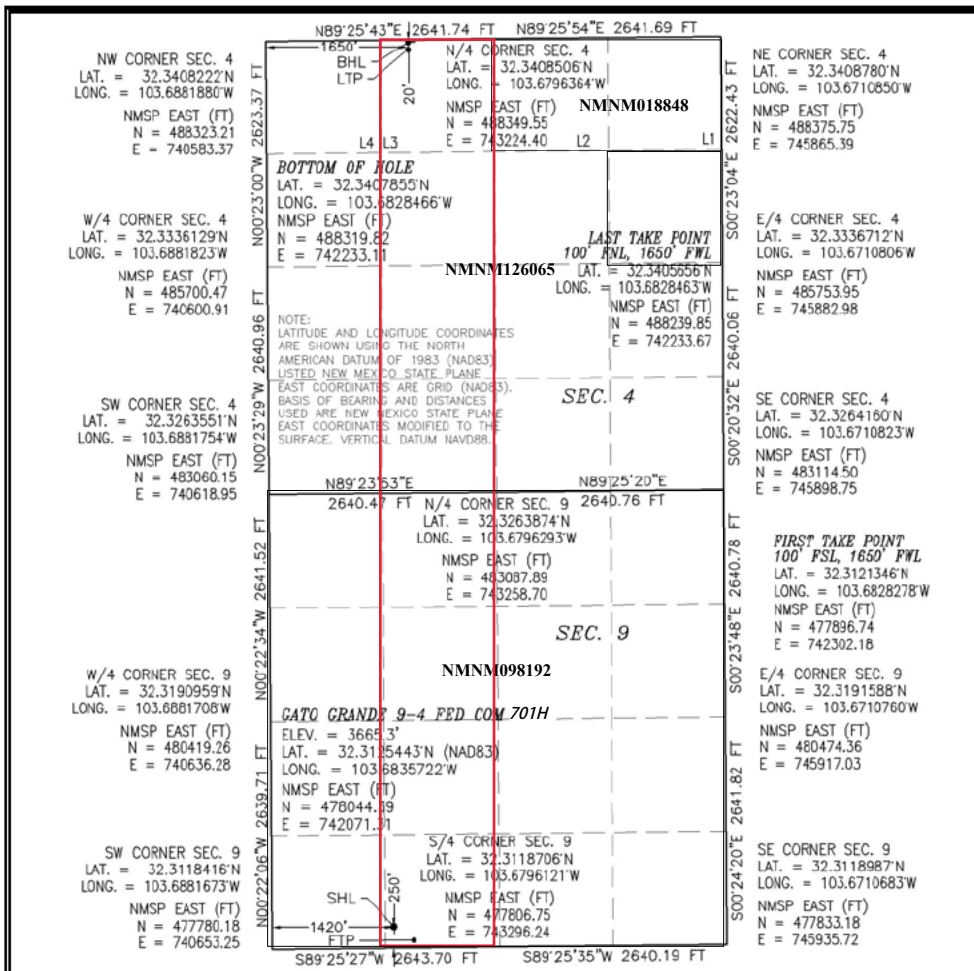 N89°25'43"E 2641.74 FT
N89°25'54"E 2641.69 FT
1650'
BHL
LTP
20'
NW CORNER SEC. 4
LAT. = 32.3408222°N
LONG. = 103.6881880°W
NMSP EAST (FT)
N = 488323.21
E = 740583.37
N/4 CORNER SEC. 4
LAT. = 32.3408506°N
LONG. = 103.6796364°W
NMSP EAST (FT)
N = 488349.55
E = 743224.40
NMNM018848
NE CORNER SEC. 4
LAT. = 32.3408780°N
LONG. = 103.6710850°W
NMSP EAST (FT)
N = 488375.75
E = 745865.39
N00°23'00"W 2623.37 FT
S00°23'04"E 2622.43 FT
L4 L3
L2
L1
BOTTOM OF HOLE
LAT. = 32.3407855°N
LONG. = 103.6828466°W
NMSP EAST (FT)
N = 488319.82
E = 742233.11
W/4 CORNER SEC. 4
LAT. = 32.3336129°N
LONG. = 103.6881823°W
NMSP EAST (FT)
N = 485700.47
E = 740600.91
LAST TAKE POINT
100' FNL, 1650' FWL
LAT. = 32.3405656°N
LONG. = 103.6828463°W
NMSP EAST (FT)
N = 488239.85
E = 742233.67
NMNM126065
E/4 CORNER SEC. 4
LAT. = 32.3336712°N
LONG. = 103.6710806°W
NMSP EAST (FT)
N = 485753.95
E = 745882.98
NOTE:
LATITUDE AND LONGITUDE COORDINATES
ARE SHOWN USING THE NORTH
AMERICAN DATUM OF 1983 (NAD83).
LISTED NEW MEXICO STATE PLANE
EAST COORDINATES ARE GRID (NAD83).
BASIS OF BEARING AND DISTANCES
USED ARE NEW MEXICO STATE PLANE
EAST COORDINATES MODIFIED TO THE
SURFACE. VERTICAL DATUM NAVD88.
N00°23'29"W 2640.96 FT
S00°20'32"E 2640.06 FT
SEC. 4
SW CORNER SEC. 4
LAT. = 32.3263551°N
LONG. = 103.6881754°W
NMSP EAST (FT)
N = 483060.15
E = 740618.95
SE CORNER SEC. 4
LAT. = 32.3264160°N
LONG. = 103.6710823°W
NMSP EAST (FT)
N = 483114.50
E = 745898.75
N89°23'53"E
2640.47 FT
N89°25'20"E
2640.76 FT
N/4 CORNER SEC. 9
LAT. = 32.3263874°N
LONG. = 103.6796293°W
NMSP EAST (FT)
N = 483087.89
E = 743258.70
N00°22'34"W 2641.52 FT
S00°23'48"E 2640.78 FT
FIRST TAKE POINT
100' FSL, 1650' FWL
LAT. = 32.3121346°N
LONG. = 103.6828278°W
NMSP EAST (FT)
N = 477896.74
E = 742302.18
SEC. 9
NMNM098192
W/4 CORNER SEC. 9
LAT. = 32.3190959°N
LONG. = 103.6881708°W
NMSP EAST (FT)
N = 480419.26
E = 740636.28
E/4 CORNER SEC. 9
LAT. = 32.3191588°N
LONG. = 103.6710760°W
NMSP EAST (FT)
N = 480474.36
E = 745917.03
GATO GRANDE 9-4 FED COM 701H
ELEV. = 3665.3'
LAT. = 32.3125443°N (NAD83)
LONG. = 103.6835722°W
NMSP EAST (FT)
N = 478044.39
E = 742071.31
N00°22'06"W 2639.71 FT
S00°24'20"E 2641.82 FT
SW CORNER SEC. 9
LAT. = 32.3118416°N
LONG. = 103.6881673°W
NMSP EAST (FT)
N = 477780.18
E = 740653.25
S/4 CORNER SEC. 9
LAT. = 32.3118706°N
LONG. = 103.6796121°W
NMSP EAST (FT)
N = 477806.75
E = 743296.24
SE CORNER SEC. 9
LAT. = 32.3118987°N
LONG. = 103.6710683°W
NMSP EAST (FT)
N = 477833.18
E = 745935.72
SHL
250'
1420'
FTP
S89°25'27"W 2643.70 FT
S89°25'35"W 2640.19 FT